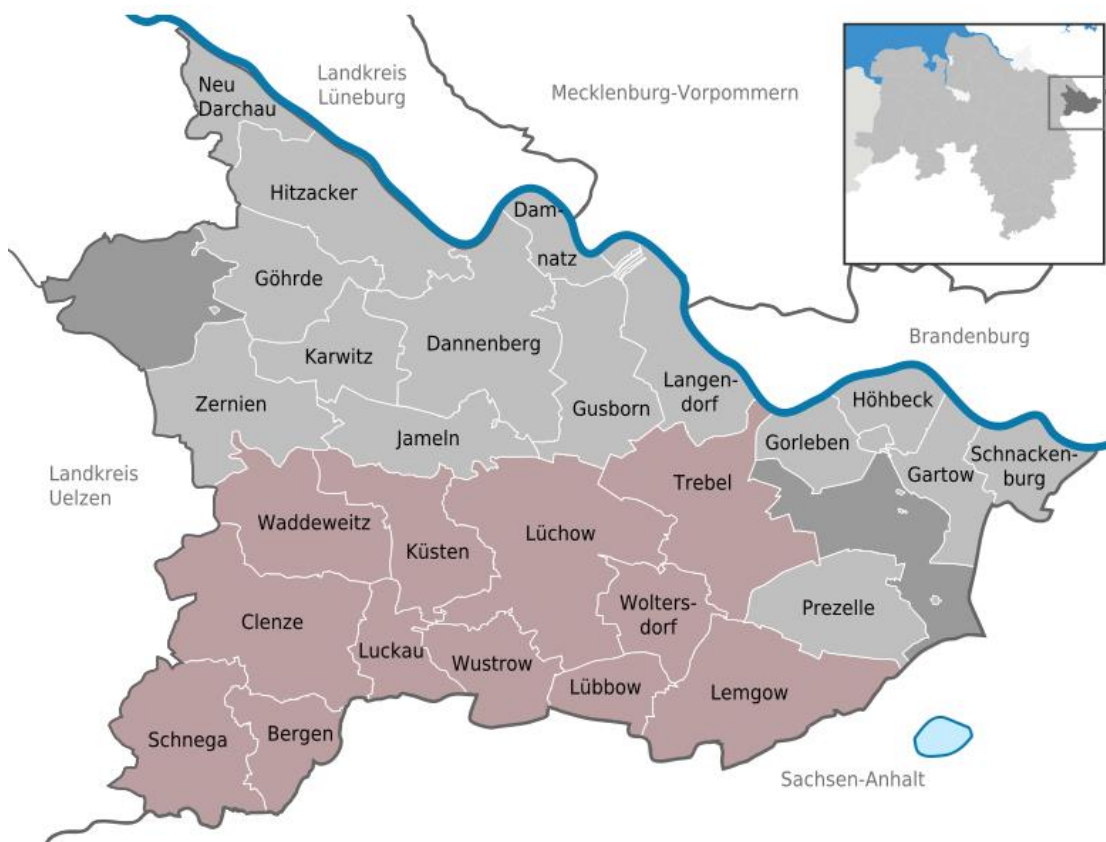 Neu
Darchau
Landkreis
Lüneburg
Mecklenburg-Vorpommern
Hitzacker
Dam-
natz
Göhrde
Brandenburg
Karwitz
Dannenberg
Langen-
dorf
Höhbeck
Zernien
Gusborn
Jameln
Gorleben
Schnacken-
burg
Gartow
Landkreis
Uelzen
Trebel
Waddeweitz
Küsten
Lüchow
Wolters-
dorf
Prezelle
Clenze
Luckau
Wustrow
Lübbow
Lemgow
Schnega
Bergen
Sachsen-Anhalt